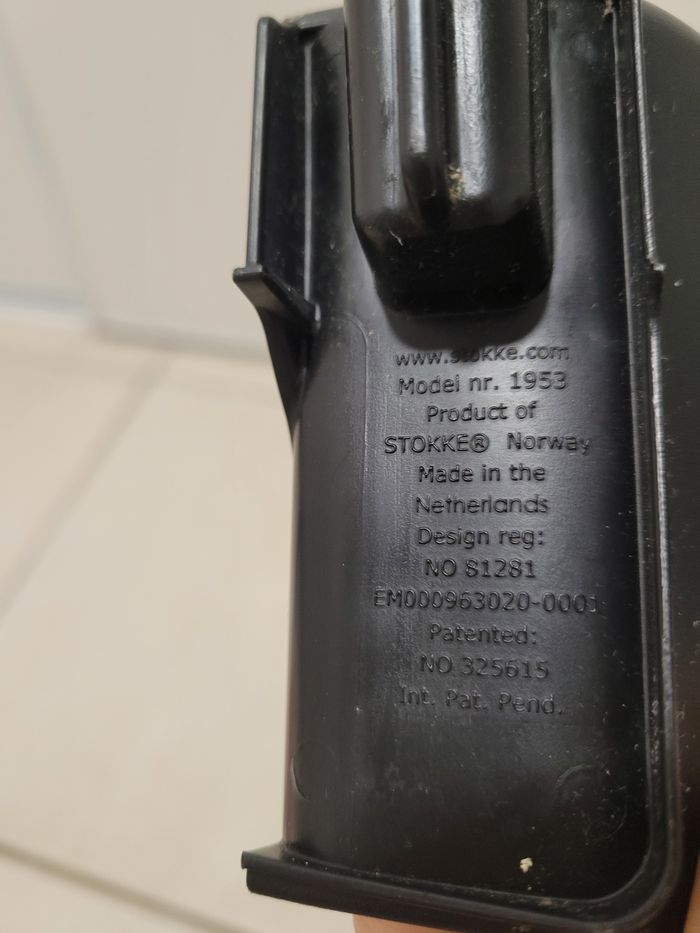 www.stokke.com
Model nr. 1953
Product of
STOKKE® Norway
Made in the
Netherlands
Design reg:
NO 81281
EM000963020-0001
Patented:
NO 325615
Int. Pat. Pend.